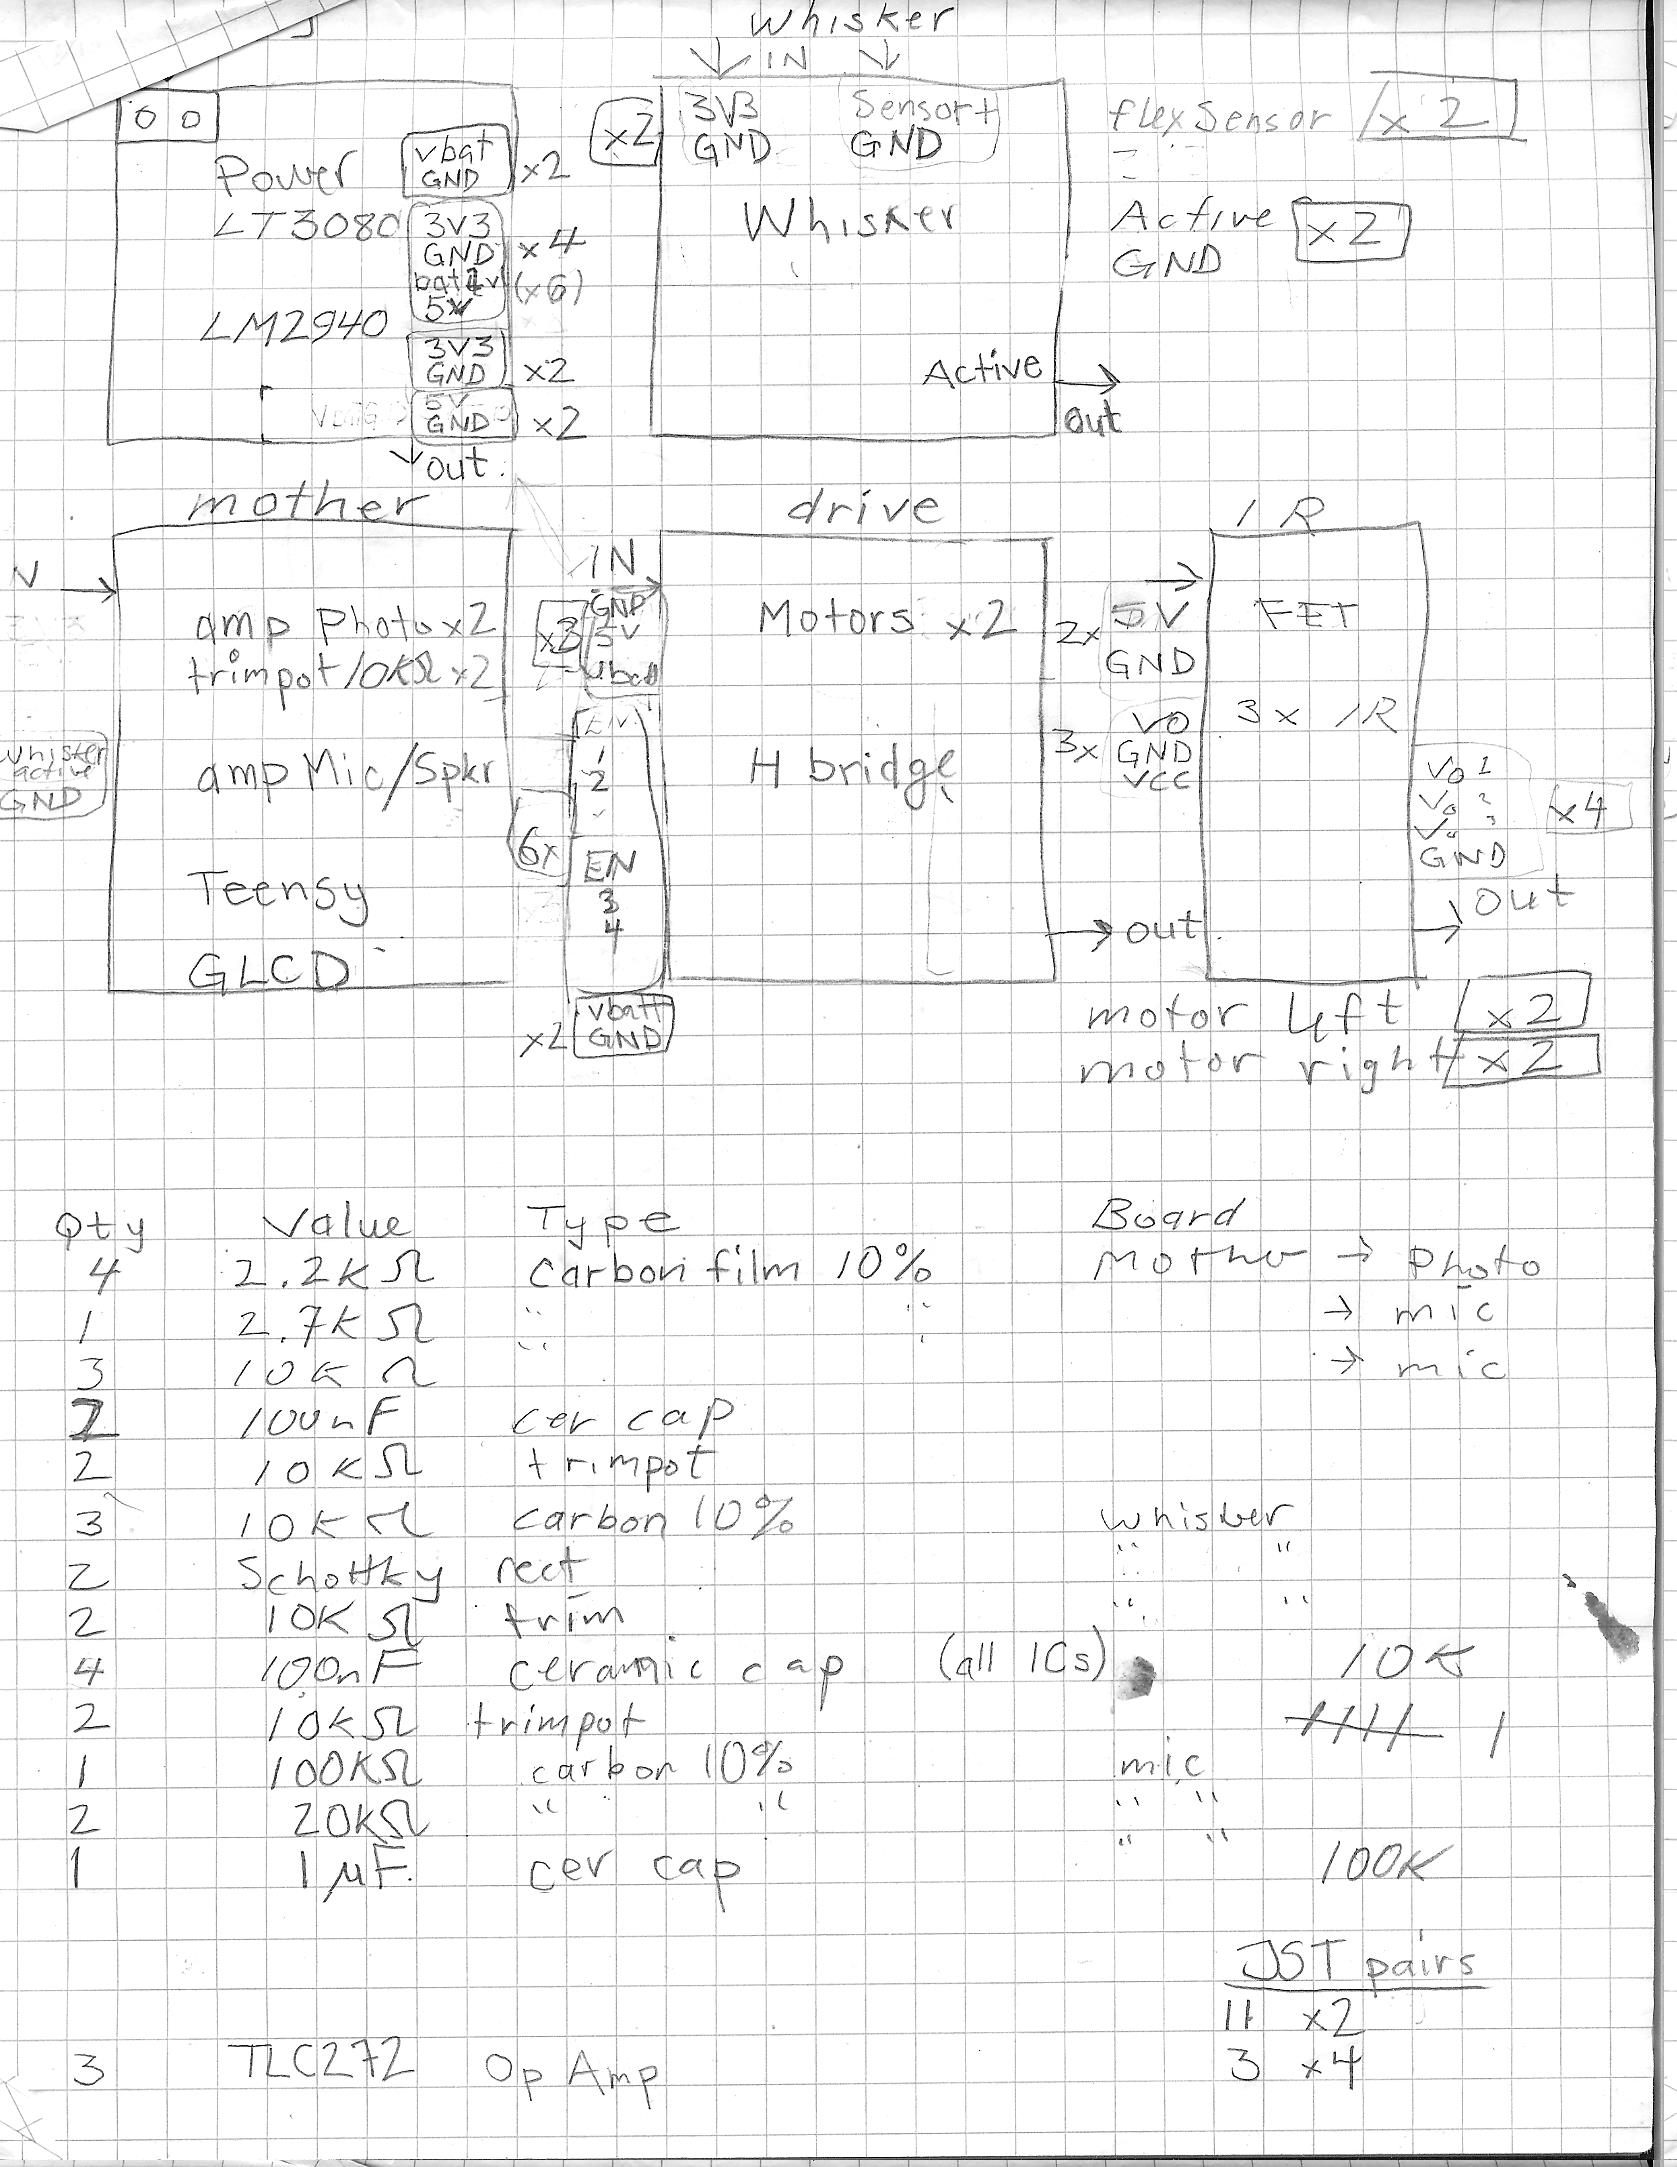 Whisker
IN
0 0
Power
LT3080
LM2940
vbat
GND
x2
3V3
GND
5V
x4
(x6)
3V3
GND
x2
5V
GND
x2
out
x2
3V3
GND
Sensor+
GND
Whisker
Active
out
flex Sensor x2
Active x2
GND
mother
amp Photo x2
trimpot 10KΩ x2
amp Mic/Spkr
Teensy
GLCD
whisker
active
GND
drive
IN
GND
5V
vbatt
x3
EN
1
2
6x
EN
3
4
vbatt
GND
x2
Motors x2
H bridge
out
IR
2x 5V
GND
3x VO
GND
VCC
FET
3x IR
Vo 1
Vo 2
Vo 3
GND
x4
out
motor left x2
motor right x2
Qty Value Type Board
4 2.2KΩ carbon film 10% Mother → Photo
1 2.7KΩ " " → mic
3 10KΩ " " → mic
2 100nF cer cap
2 10KΩ trimpot
3 10KΩ carbon 10% Whisker
2 Schottky rect " "
2 10KΩ trim " "
4 100nF ceramic cap (all ICs) 10K
2 10KΩ trimpot
1 100KΩ carbon 10% mic
2 20KΩ " " " "
1 1µF cer cap " "
100K
JST pairs
11 x2
3 x4
3 TLC272 Op Amp